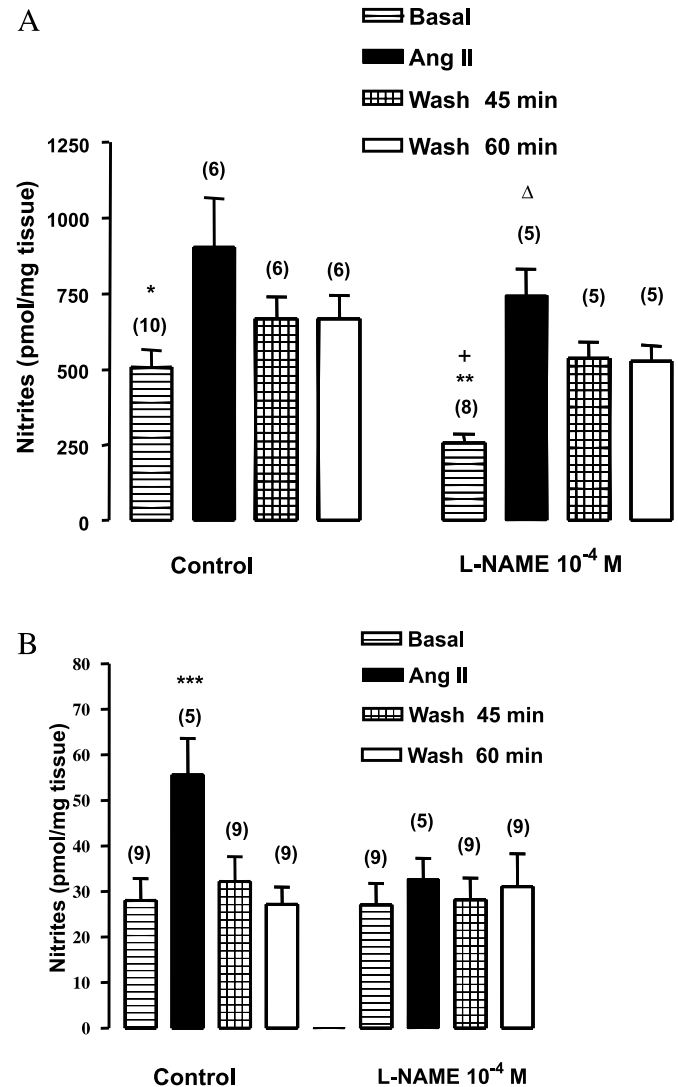 A
Basal
Ang II
Wash 45 min
Wash 60 min
Nitrites (pmol/mg tissue)
1250
1000
750
500
250
0
*
(10)
(6)
(6)
(6)
+
**
(8)
Δ
(5)
(5)
(5)
Control
L-NAME 10⁻⁴ M
B
Basal
Ang II
Wash 45 min
Wash 60 min
Nitrites (pmol/mg tissue)
80
70
60
50
40
30
20
10
0
(9)
***
(5)
(9)
(9)
(9)
(5)
(9)
(9)
Control
L-NAME 10⁻⁴ M